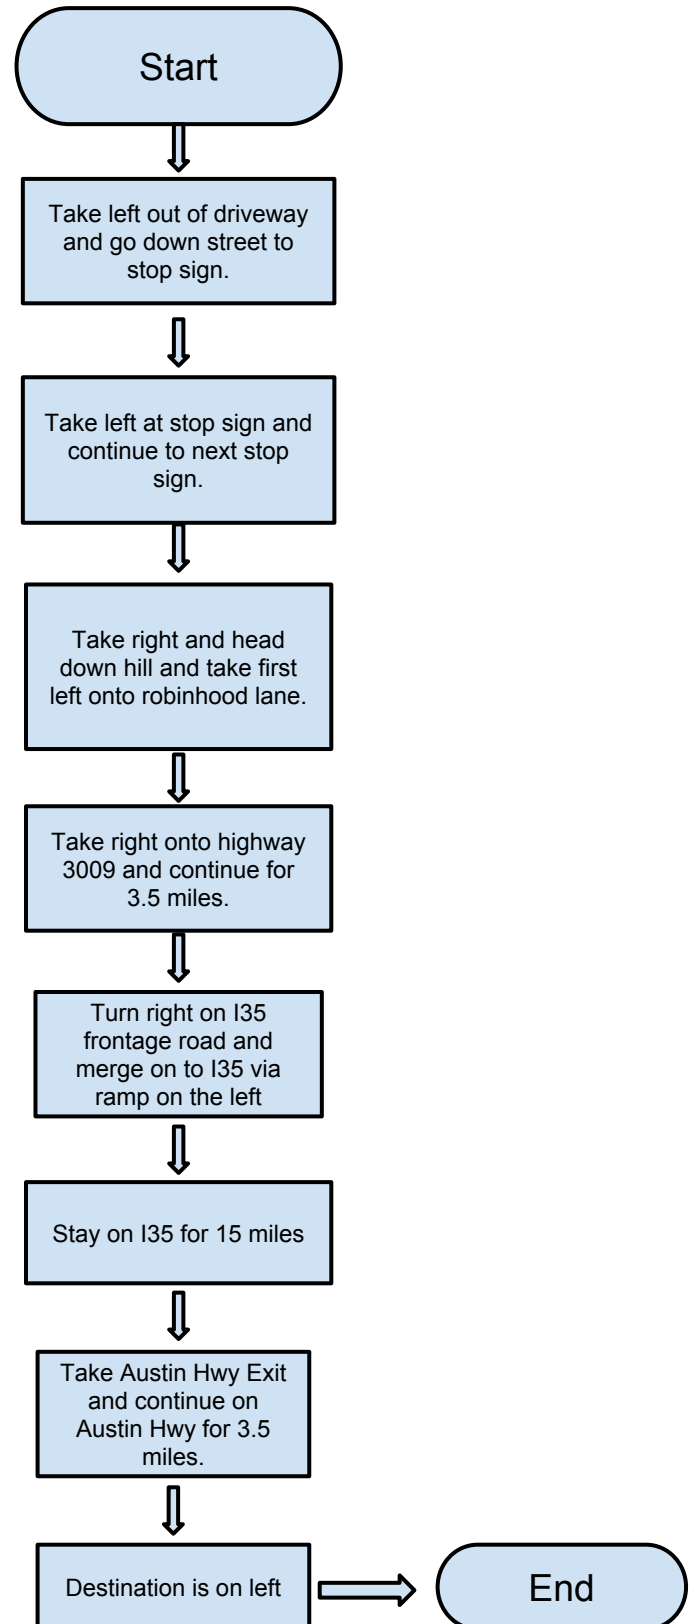 Start
Take left out of driveway
and go down street to
stop sign.
Take left at stop sign and
continue to next stop
sign.
Take right and head
down hill and take first
left onto robinhood lane.
Take right onto highway
3009 and continue for
3.5 miles.
Turn right on I35
frontage road and
merge on to I35 via
ramp on the left
Stay on I35 for 15 miles
Take Austin Hwy Exit
and continue on
Austin Hwy for 3.5
miles.
Destination is on left
End